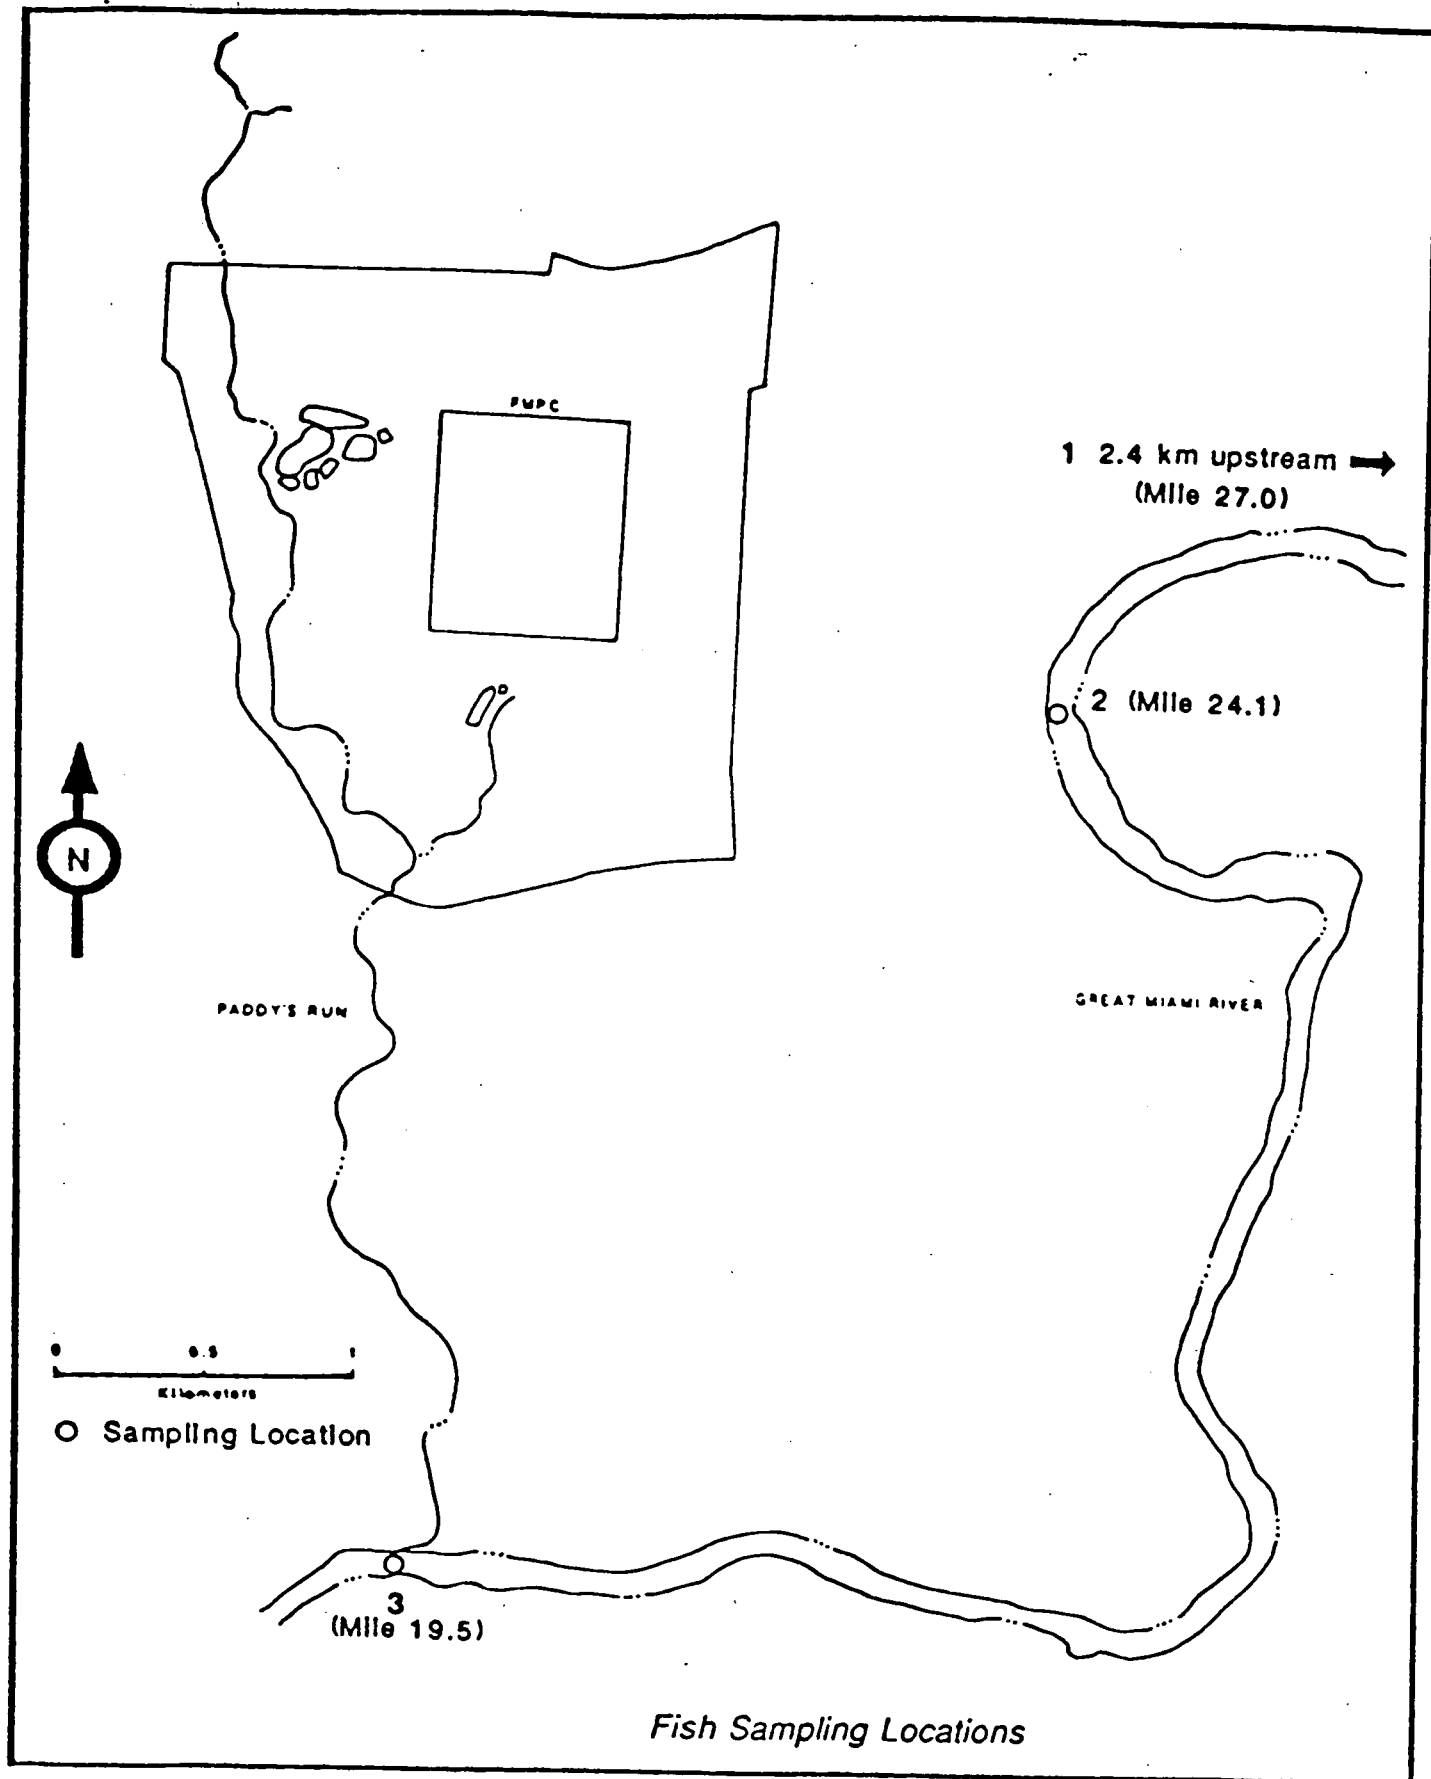 FMPC
1 2.4 km upstream
(Mile 27.0)
2 (Mile 24.1)
N
PADDY'S RUN
GREAT MIAMI RIVER
0 0.5 1
Kilometers
Sampling Location
3
(Mile 19.5)
Fish Sampling Locations